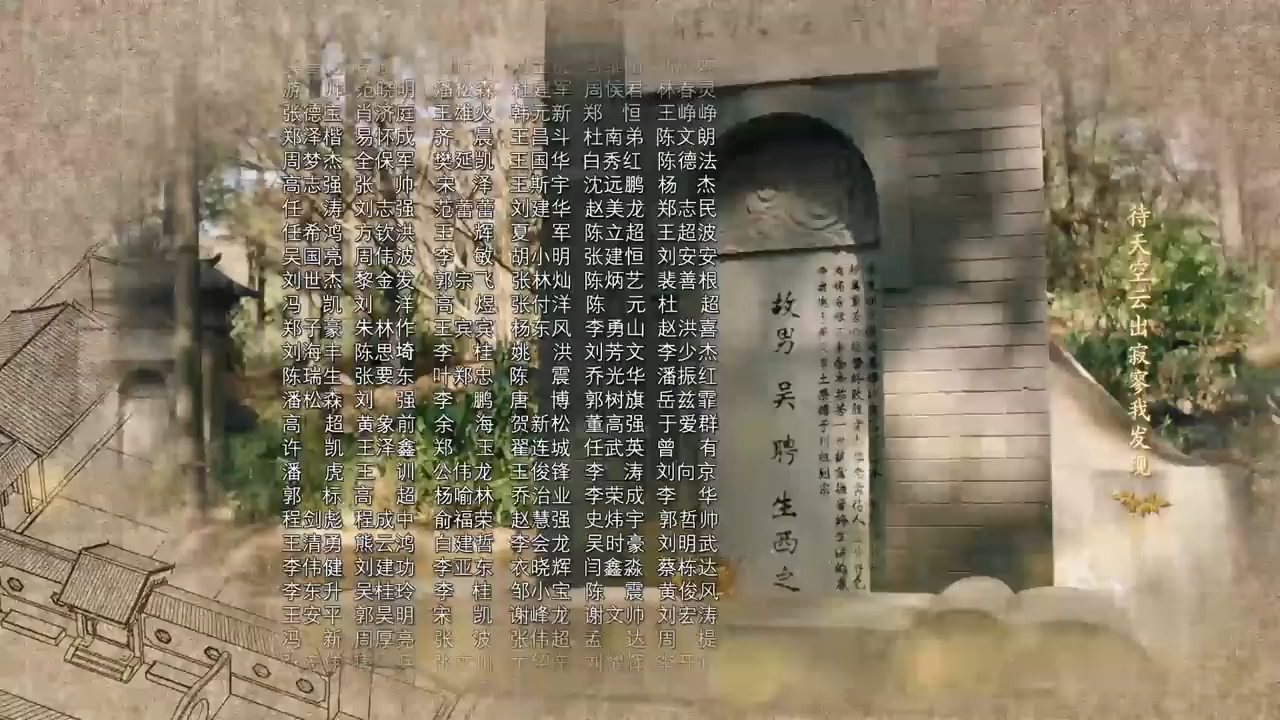 范晓明 潘松森 杜建军 周侯君 林春灵
张德宝 肖济庭 王雄火 韩元新 郑恒 王峥峥
郑泽楷 易怀成 齐晨 王昌斗 杜南弟 陈文朗
周梦杰 全保军 樊延凯 王国华 白秀红 陈德法
高志强 张帅 荣泽 王斯宇 沈远鹏 杨杰
任涛 刘志强 范蕾蕾 刘建华 赵美龙 郑志民
任希鸿 方钦洪 王辉 夏军 陈立超 王超波
吴国亮 周伟波 李敏 胡小明 张建恒 刘安安
刘世杰 黎金发 郭宗飞 张林灿 陈炳艺 裴善根
冯凯 刘洋 高煜 张付洋 陈元 杜超
郑子豪 朱林作 王宾宾 杨东风 李勇山 赵洪喜
刘海丰 陈思埼 李桂 姚洪 刘芳文 李少杰
陈瑞生 张要东 叶郑忠 陈震 乔光华 潘振红
潘松森 刘强 李鹏 唐博 郭树旗 岳兹霏
高超 黄象前 余海 贺新松 董高强 于爱群
许凯 王泽鑫 郑玉 翟连城 任武英 曾有
潘虎 王训 公伟龙 王俊锋 李涛 刘向京
郭标 高超 杨喻林 乔治业 李荣成 李华
程剑彪 程成中 俞福荣 赵慧强 史炜宇 郭哲帅
王清勇 熊云鸿 白建哲 李会龙 吴时豪 刘明武
李伟健 刘建功 李亚东 衣晓辉 闫鑫淼 蔡栋达
李东升 吴桂玲 李桂 邹小宝 陈震 黄俊风
王安平 郭昊明 宋凯 谢峰龙 谢文帅 刘宏涛
冯新 周厚亮 张波 张伟超 孟达 周提
故男吴聘生西之
待天空云出寂寥我发现